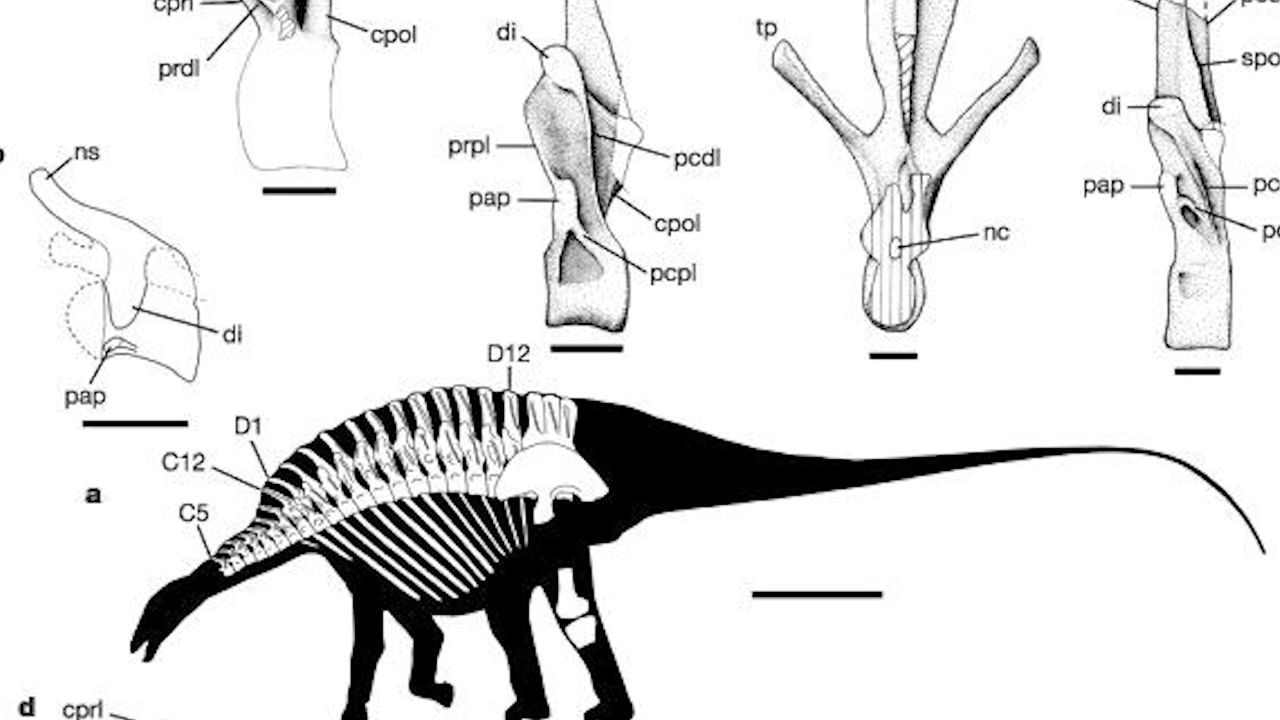 cprl
cpol
prdl
ns
di
pap
di
prpl
pap
pcdl
cpol
pcpl
tp
nc
spo
di
pap
pc
D12
D1
C12
C5
a
d cprl